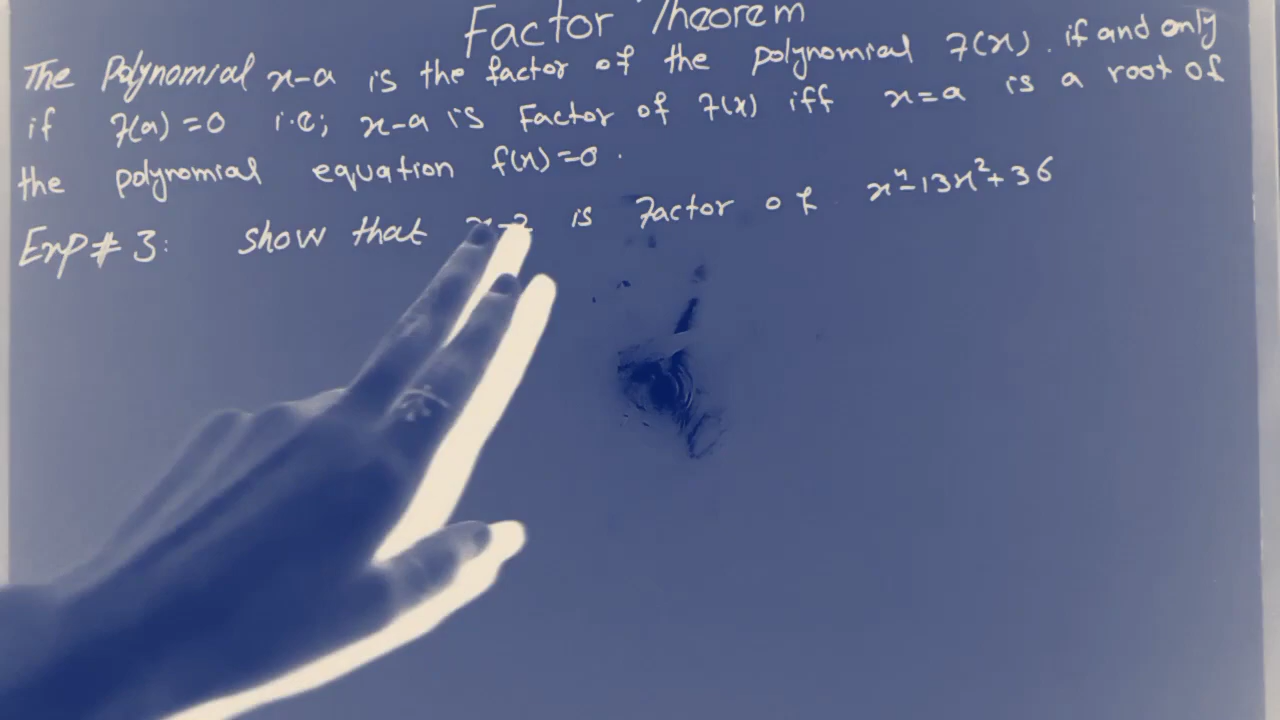 Factor Theorem
The Polynomial x-a is the factor of the polynomial f(x). if and only
if f(a)=0 i.e; x-a is Factor of f(x) iff x=a is a root of
the polynomial equation f(x)=0.
Exp # 3: show that is Factor of x⁴-13x²+36